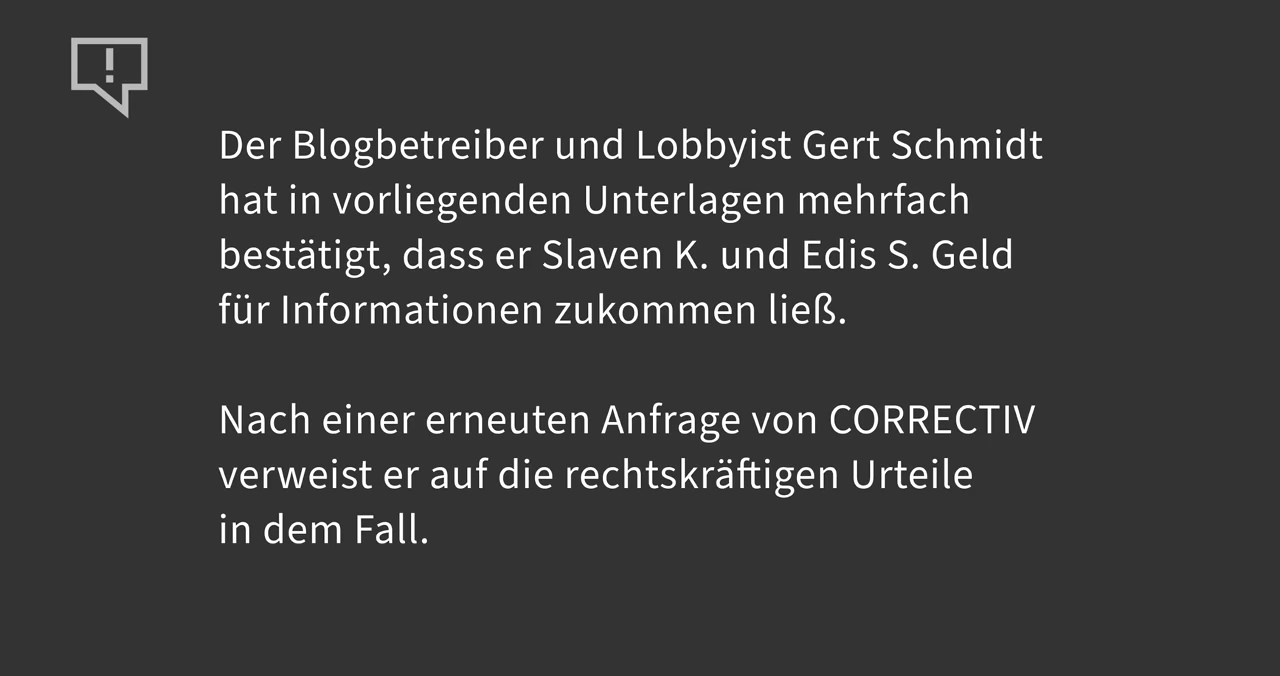 Der Blogbetreiber und Lobbyist Gert Schmidt
hat in vorliegenden Unterlagen mehrfach
bestätigt, dass er Slaven K. und Edis S. Geld
für Informationen zukommen ließ.
Nach einer erneuten Anfrage von CORRECTIV
verweist er auf die rechtskräftigen Urteile
in dem Fall.